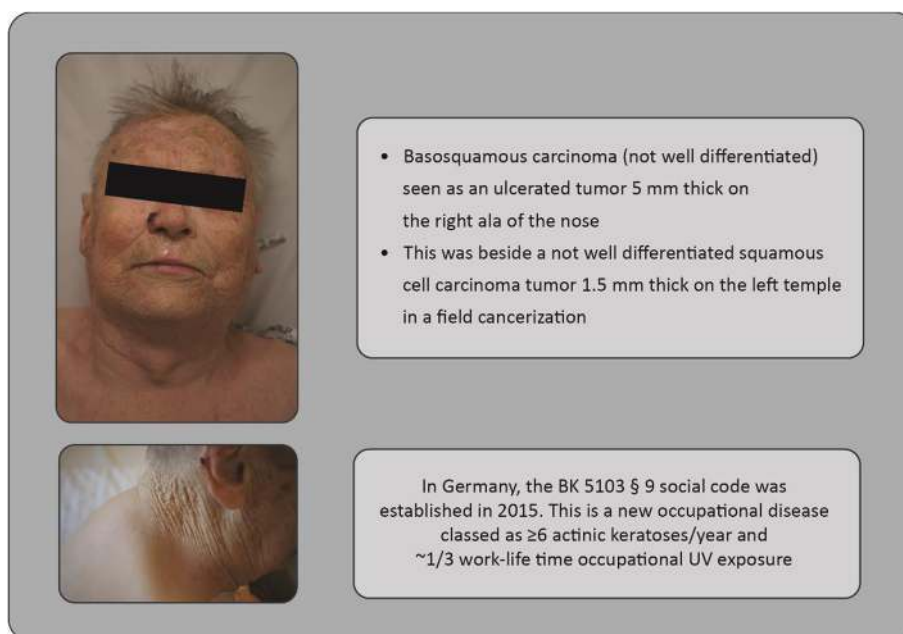 • Basosquamous carcinoma (not well differentiated)
seen as an ulcerated tumor 5 mm thick on
the right ala of the nose
• This was beside a not well differentiated squamous
cell carcinoma tumor 1.5 mm thick on the left temple
in a field cancerization
In Germany, the BK 5103 § 9 social code was
established in 2015. This is a new occupational disease
classed as ≥6 actinic keratoses/year and
~1/3 work-life time occupational UV exposure